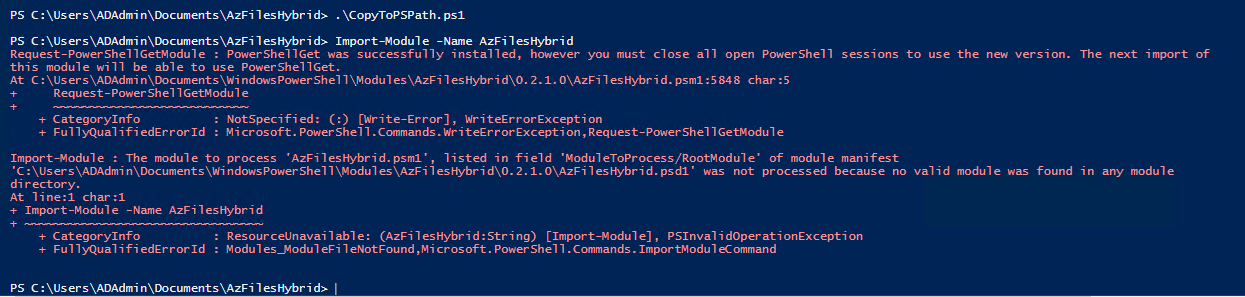 PS C:\Users\ADAdmin\Documents\AzFilesHybrid> .\CopyToPSPath.ps1
PS C:\Users\ADAdmin\Documents\AzFilesHybrid> Import-Module -Name AzFilesHybrid
Request-PowerShellGetModule : PowerShellGet was successfully installed, however you must close all open PowerShell sessions to use the new version. The next import of
this module will be able to use PowerShellGet.
At C:\Users\ADAdmin\Documents\WindowsPowerShell\Modules\AzFilesHybrid\0.2.1.0\AzFilesHybrid.psm1:5848 char:5
+     Request-PowerShellGetModule
+     ~~~~~~~~~~~~~~~~~~~~~~~~~~~
    + CategoryInfo          : NotSpecified: (:) [Write-Error], WriteErrorException
    + FullyQualifiedErrorId : Microsoft.PowerShell.Commands.WriteErrorException,Request-PowerShellGetModule
Import-Module : The module to process 'AzFilesHybrid.psm1', listed in field 'ModuleToProcess/RootModule' of module manifest
'C:\Users\ADAdmin\Documents\WindowsPowerShell\Modules\AzFilesHybrid\0.2.1.0\AzFilesHybrid.psd1' was not processed because no valid module was found in any module
directory.
At line:1 char:1
+ Import-Module -Name AzFilesHybrid
+ ~~~~~~~~~~~~~~~~~~~~~~~~~~~~~~~~~
    + CategoryInfo          : ResourceUnavailable: (AzFilesHybrid:String) [Import-Module], PSInvalidOperationException
    + FullyQualifiedErrorId : Modules_ModuleFileNotFound,Microsoft.PowerShell.Commands.ImportModuleCommand
PS C:\Users\ADAdmin\Documents\AzFilesHybrid>